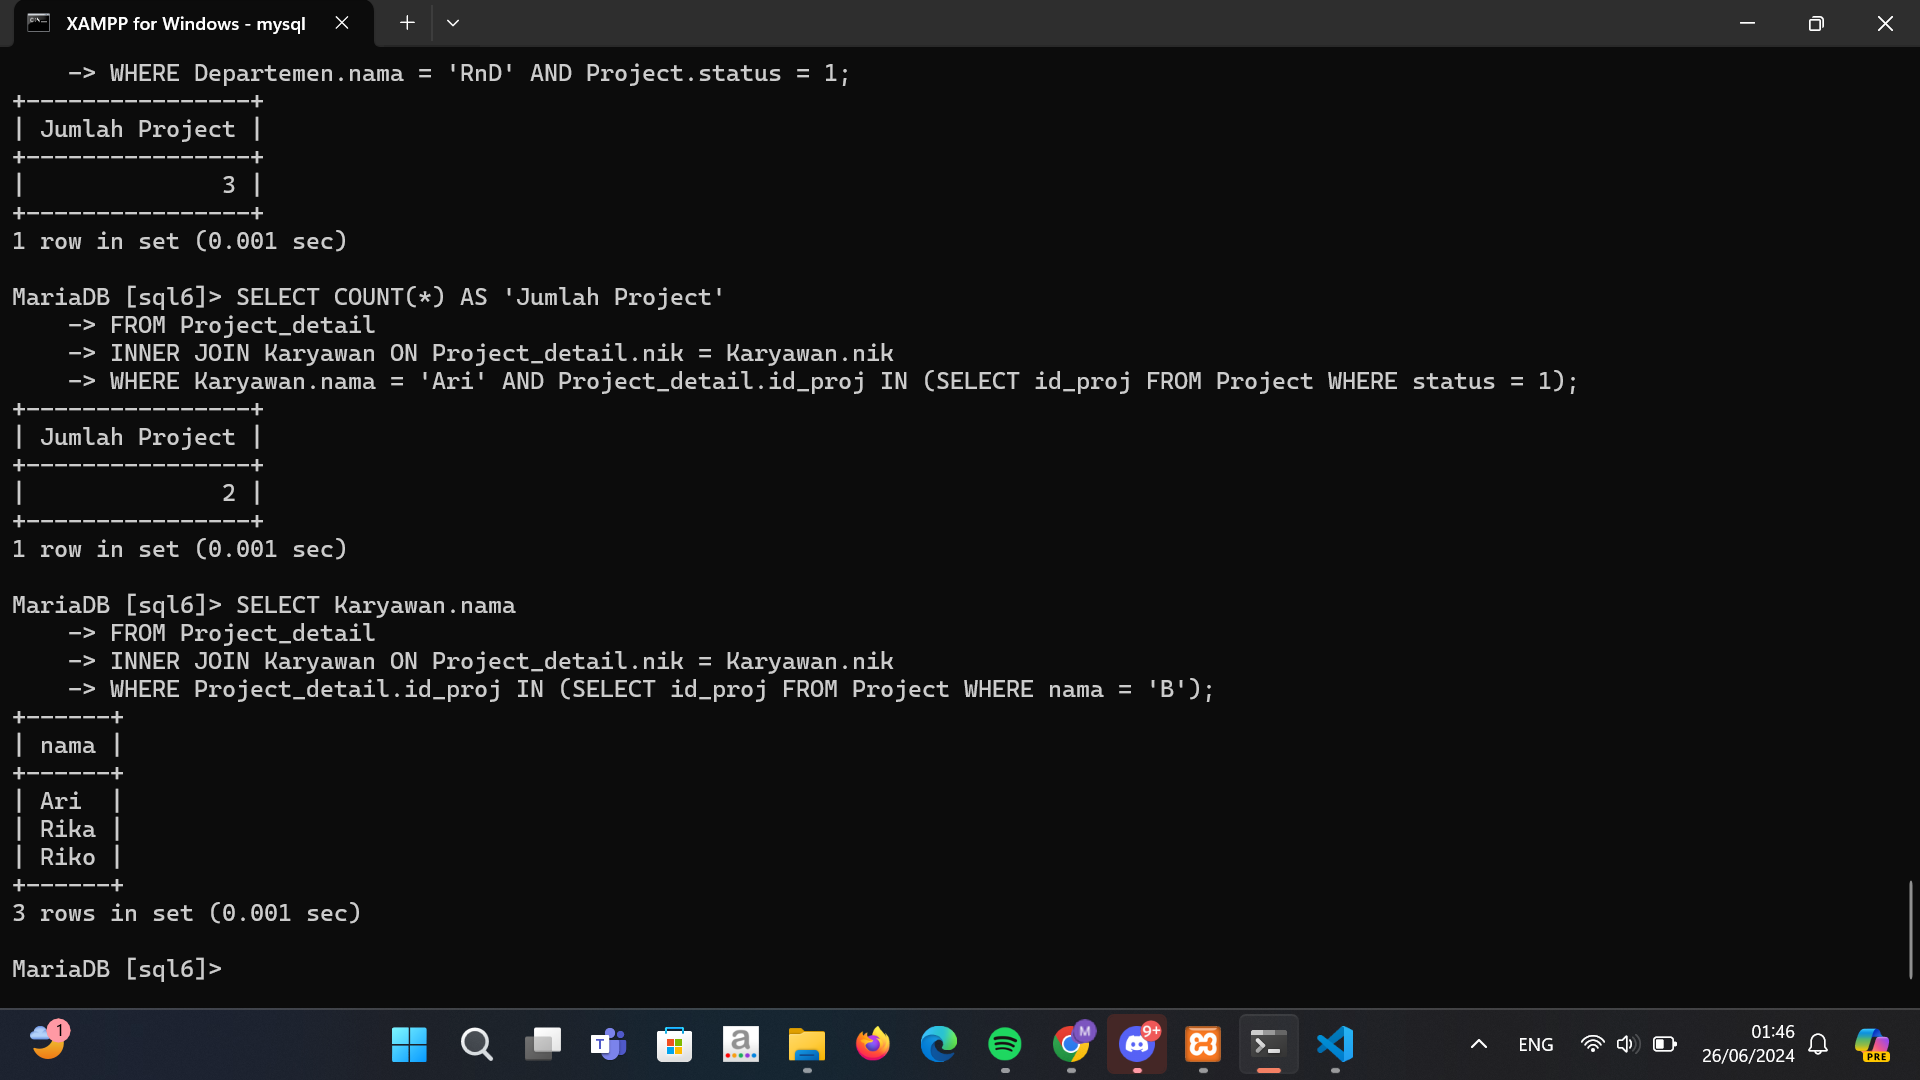 XAMPP for Windows - mysql
    -> WHERE Departemen.nama = 'RnD' AND Project.status = 1;
+----------------+
| Jumlah Project |
+----------------+
|              3 |
+----------------+
1 row in set (0.001 sec)
MariaDB [sql6]> SELECT COUNT(*) AS 'Jumlah Project'
    -> FROM Project_detail
    -> INNER JOIN Karyawan ON Project_detail.nik = Karyawan.nik
    -> WHERE Karyawan.nama = 'Ari' AND Project_detail.id_proj IN (SELECT id_proj FROM Project WHERE status = 1);
+----------------+
| Jumlah Project |
+----------------+
|              2 |
+----------------+
1 row in set (0.001 sec)
MariaDB [sql6]> SELECT Karyawan.nama
    -> FROM Project_detail
    -> INNER JOIN Karyawan ON Project_detail.nik = Karyawan.nik
    -> WHERE Project_detail.id_proj IN (SELECT id_proj FROM Project WHERE nama = 'B');
+------+
| nama |
+------+
| Ari  |
| Rika |
| Riko |
+------+
3 rows in set (0.001 sec)
MariaDB [sql6]>
1
T
a
M
9+
ENG
01:46
26/06/2024
PRE